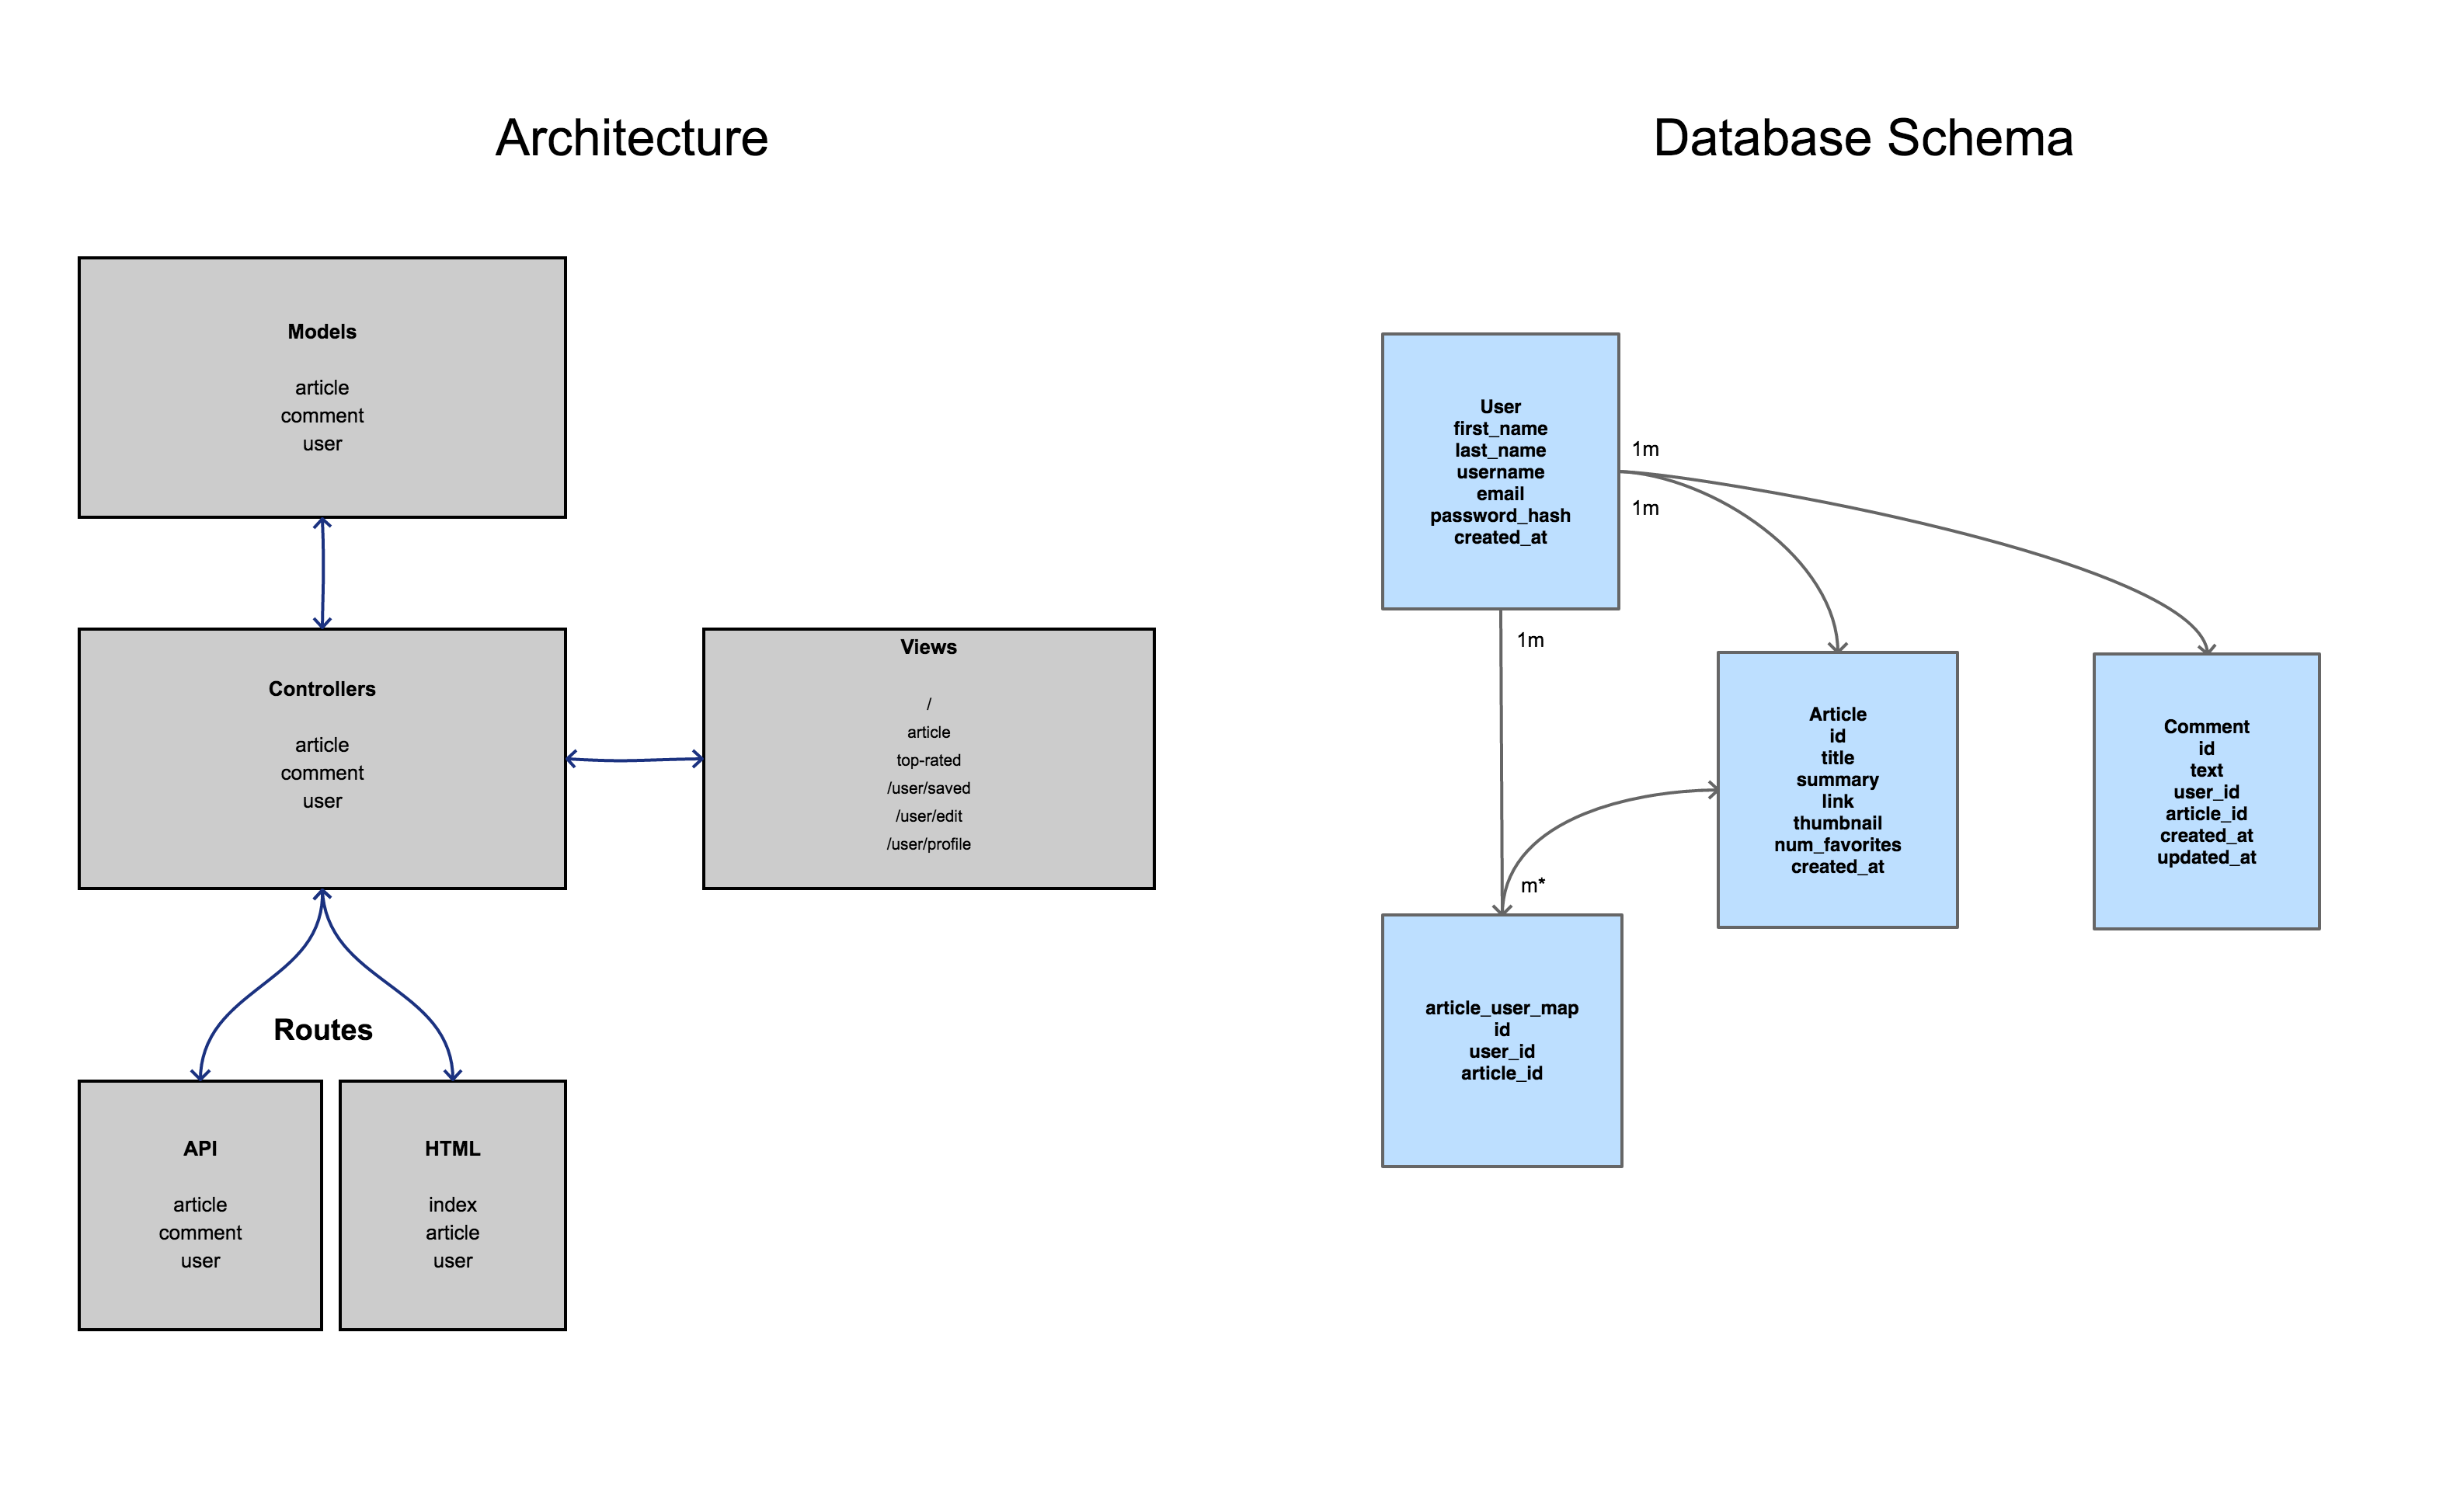 Architecture
Models
article
comment
user
Controllers
article
comment
user
Views
/
article
top-rated
/user/saved
/user/edit
/user/profile
Routes
API
article
comment
user
HTML
index
article
user
Database Schema
User
first_name
last_name
username
email
password_hash
created_at
1m
1m
1m
Article
id
title
summary
link
thumbnail
num_favorites
created_at
Comment
id
text
user_id
article_id
created_at
updated_at
m*
article_user_map
id
user_id
article_id